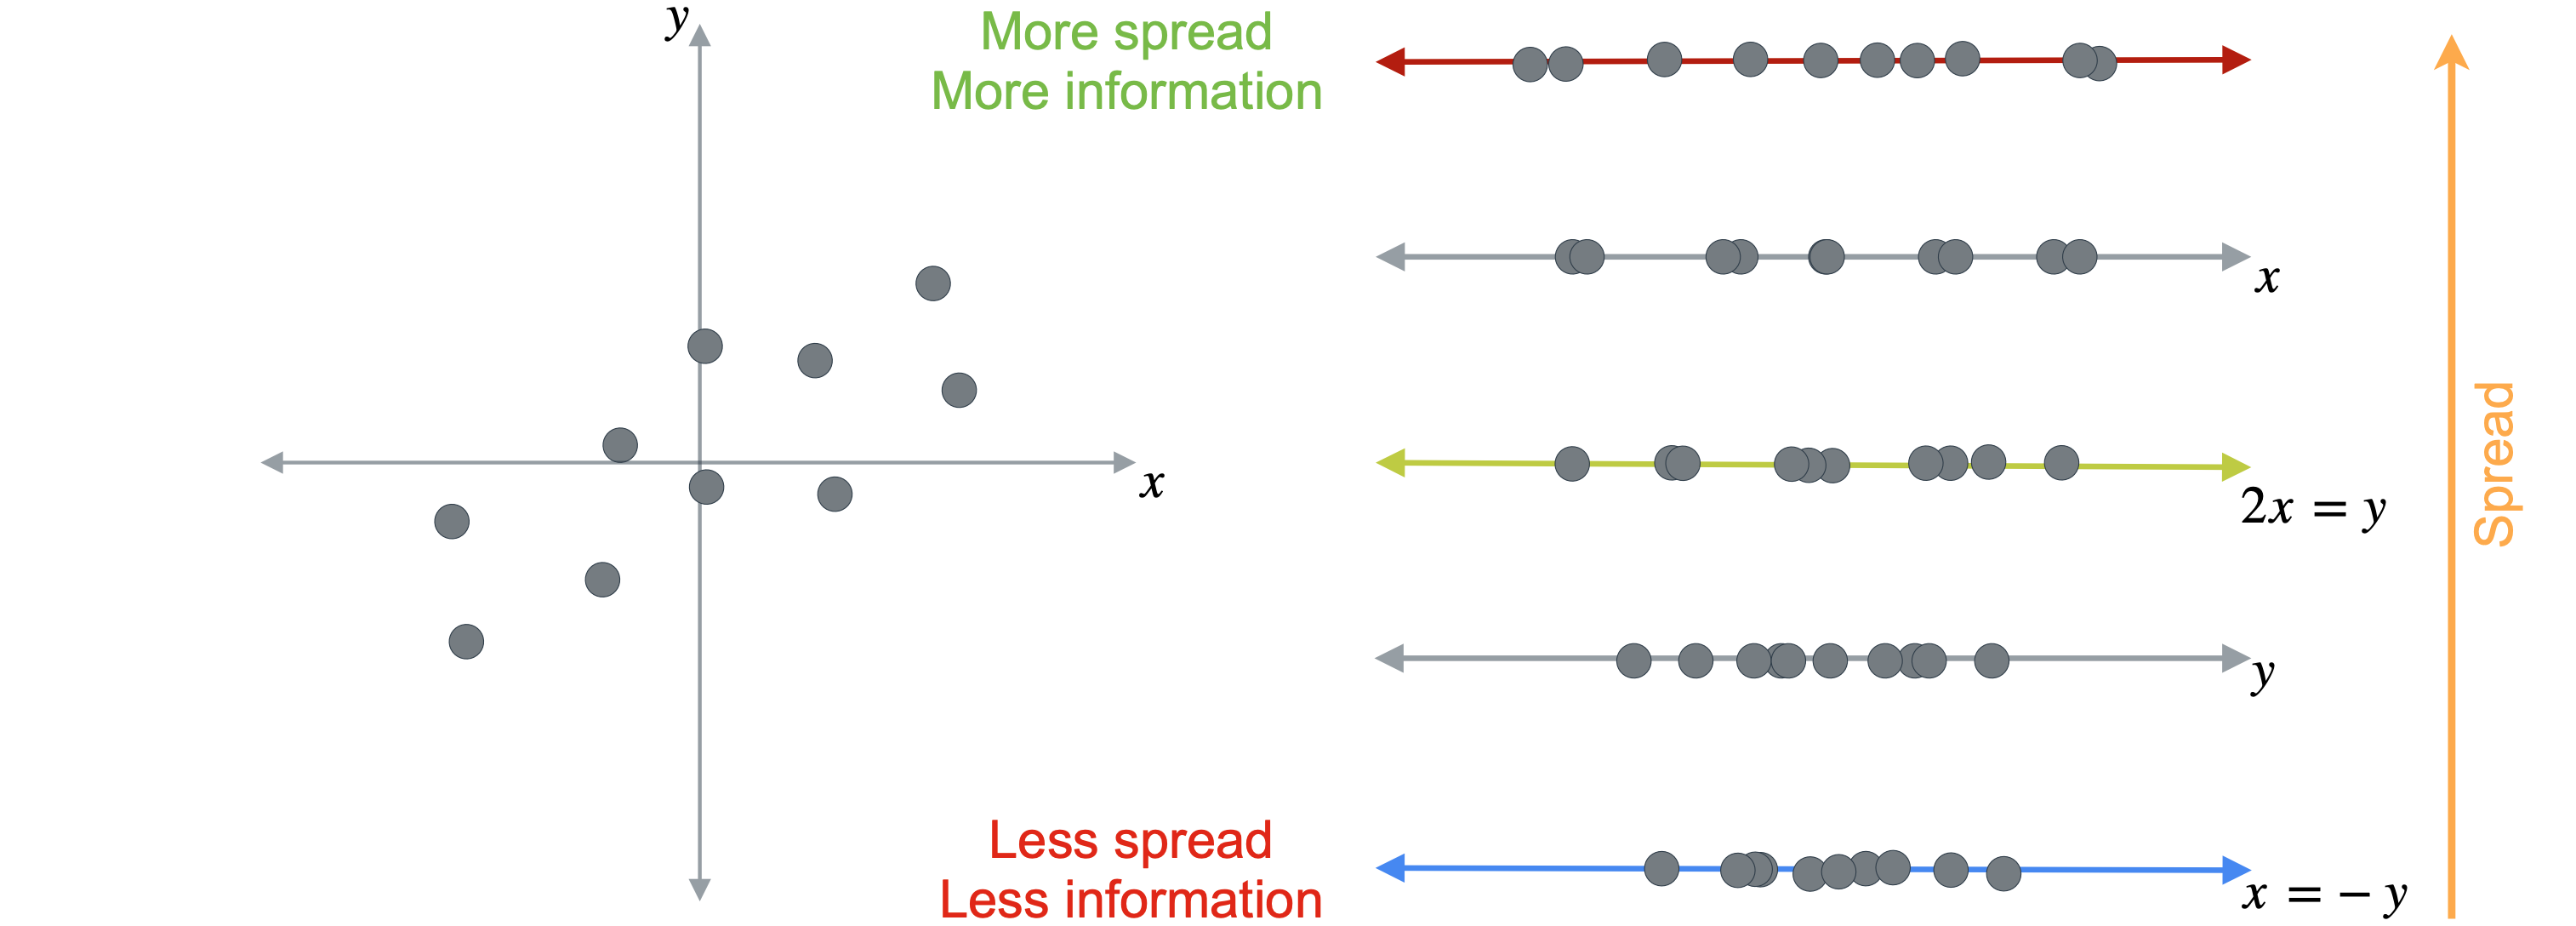 y
More spread
More information
x
x
2x = y
Spread
y
Less spread
Less information
x = − y